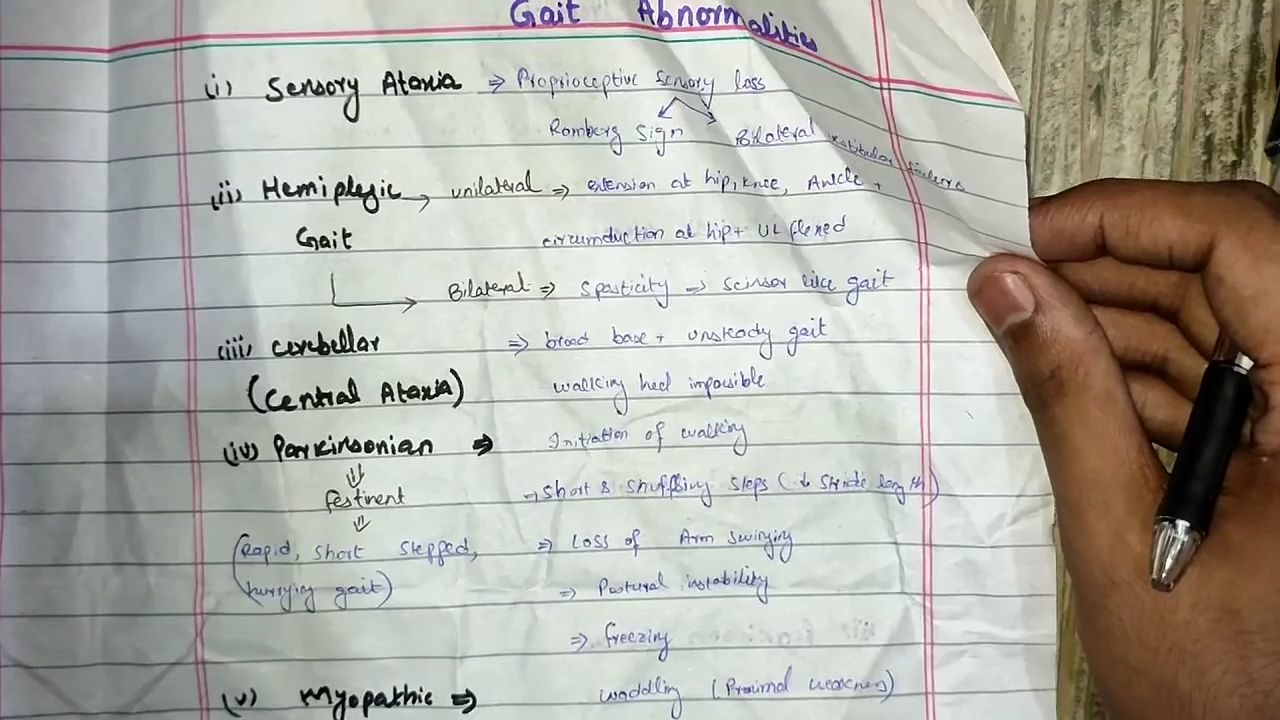 Gait Abnormalities
(i) Sensory Ataxia ⇒ Proprioceptive sensory loss
Romberg sign Bilateral vestibular failure
(ii) Hemiplegic → unilateral ⇒ extension at hip, knee, Ankle +
Gait circumduction at hip + UL flexed
Bilateral ⇒ Spasticity → scissor like gait
(iii) cerebellar ⇒ broad base + unsteady gait
(Central Ataxia) walking heel impossible
(iv) Parkinsonian ⇒ Initiation of walking
⇓
festinent → short & shuffling steps (↓ stride length)
⇓
(Rapid, short stepped, ⇒ Loss of Arm swinging
hurrying gait) ⇒ Postural instability
⇒ freezing
(v) Myopathic ⇒ waddling (Proximal weakness)